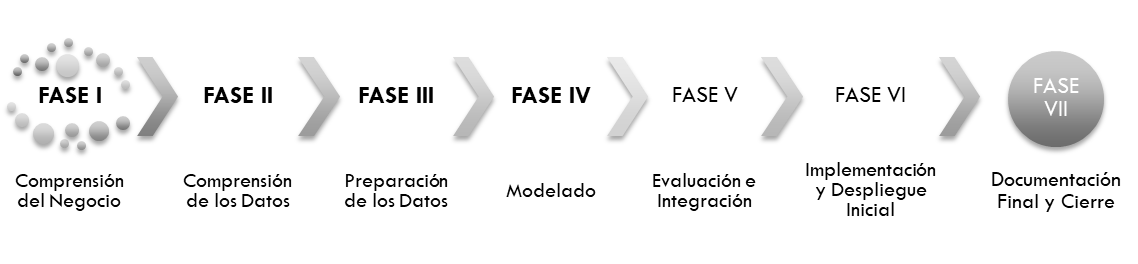 FASE I
FASE II
FASE III
FASE IV
FASE V
FASE VI
FASE
VII
Comprensión
del Negocio
Comprensión
de los Datos
Preparación
de los Datos
Modelado
Evaluación e
Integración
Implementación
y Despliegue
Inicial
Documentación
Final y Cierre